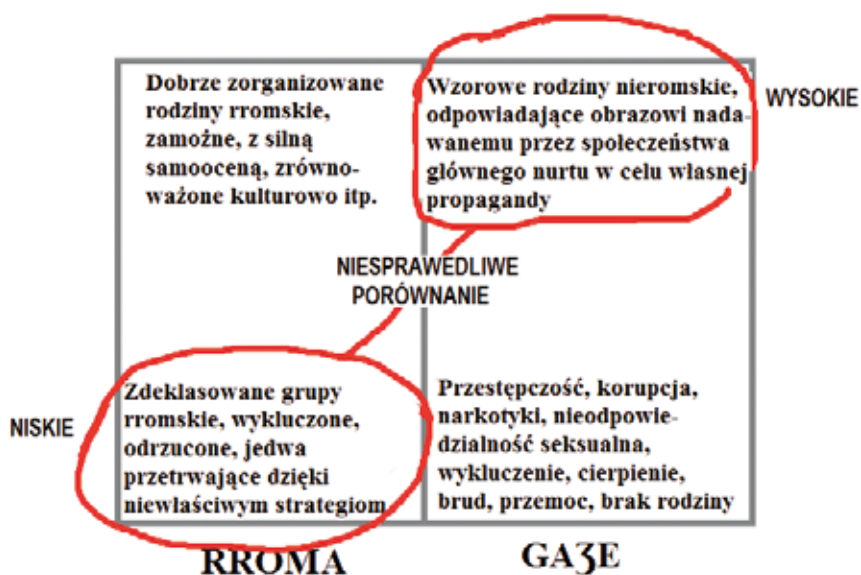 Dobrze zorganizowane
rodziny rromskie,
zamożne, z silną
samooceną, zrówno-
ważone kulturowo itp.
Wzorowe rodziny nieromskie,
odpowiadające obrazowi nada-
wanemu przez społeczeństwa
głównego nurtu w celu własnej
propagandy
WYSOKIE
NIESPRAWEDLIWE
PORÓWNANIE
NISKIE
Zdeklasowane grupy
rromskie, wykluczone,
odrzucone, jedwa
przetrwające dzięki
niewłaściwym strategiom
Przestępczość, korupcja,
narkotyki, nieodpowie-
dzialność seksualna,
wykluczenie, cierpienie,
brud, przemoc, brak rodziny
RROMA
GAƷE